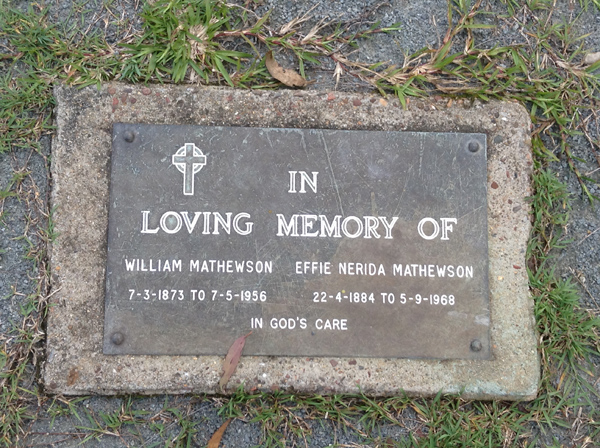 IN
LOVING MEMORY OF
WILLIAM MATHEWSON EFFIE NERIDA MATHEWSON
7-3-1873 TO 7-5-1956 22-4-1884 TO 5-9-1968
IN GOD'S CARE